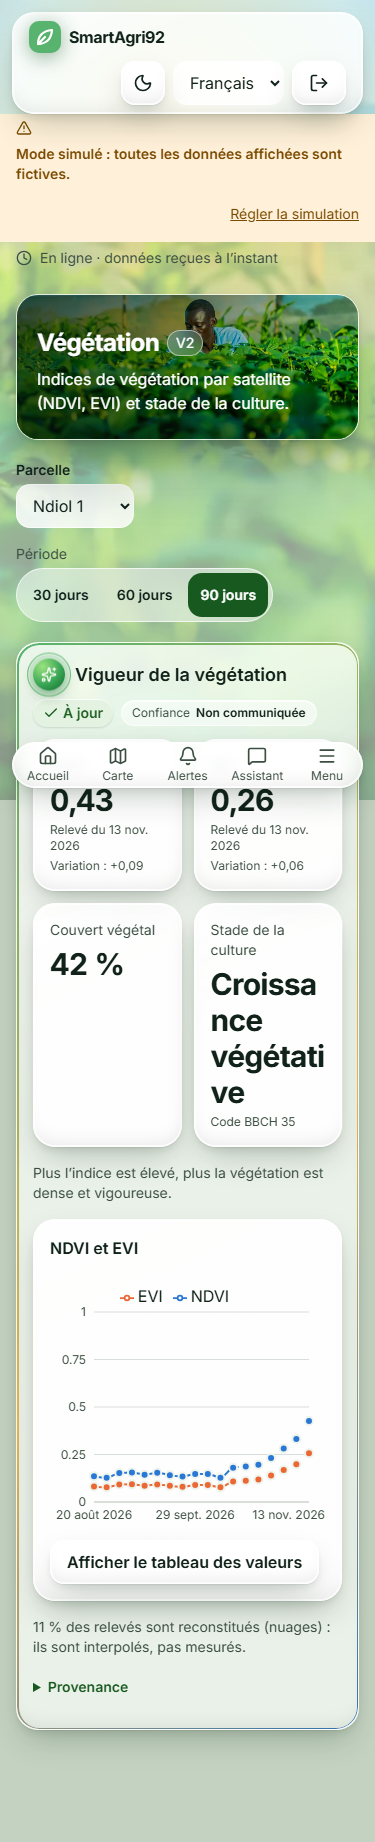 SmartAgri92
Français
Mode simulé : toutes les données affichées sont
fictives.
Régler la simulation
En ligne · données reçues à l’instant
Végétation V2
Indices de végétation par satellite
(NDVI, EVI) et stade de la culture.
Parcelle
Ndiol 1
Période
30 jours 60 jours 90 jours
Vigueur de la végétation
À jour Confiance Non communiquée
Accueil Carte Alertes Assistant Menu
0,43 0,26
Relevé du 13 nov.
2026
Relevé du 13 nov.
2026
Variation : +0,09 Variation : +0,06
Couvert végétal
42 %
Stade de la
culture
Croissa
nce
végétati
ve
Code BBCH 35
Plus l’indice est élevé, plus la végétation est
dense et vigoureuse.
NDVI et EVI
EVI NDVI
1
0.75
0.5
0.25
0
20 août 2026 29 sept. 2026 13 nov. 2026
Afficher le tableau des valeurs
11 % des relevés sont reconstitués (nuages) :
ils sont interpolés, pas mesurés.
Provenance